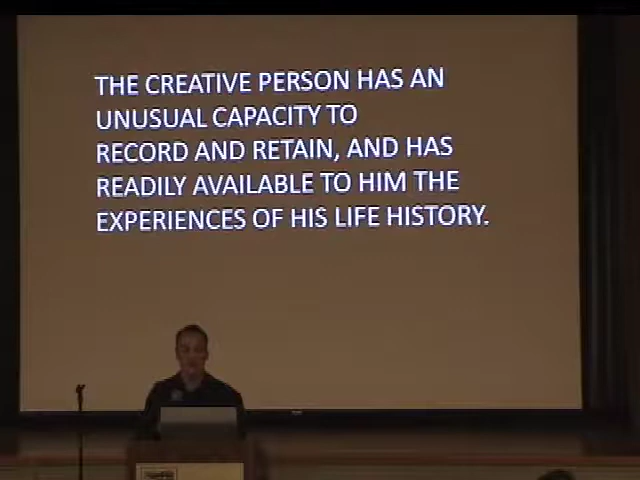 THE CREATIVE PERSON HAS AN
UNUSUAL CAPACITY TO
RECORD AND RETAIN, AND HAS
READILY AVAILABLE TO HIM THE
EXPERIENCES OF HIS LIFE HISTORY.